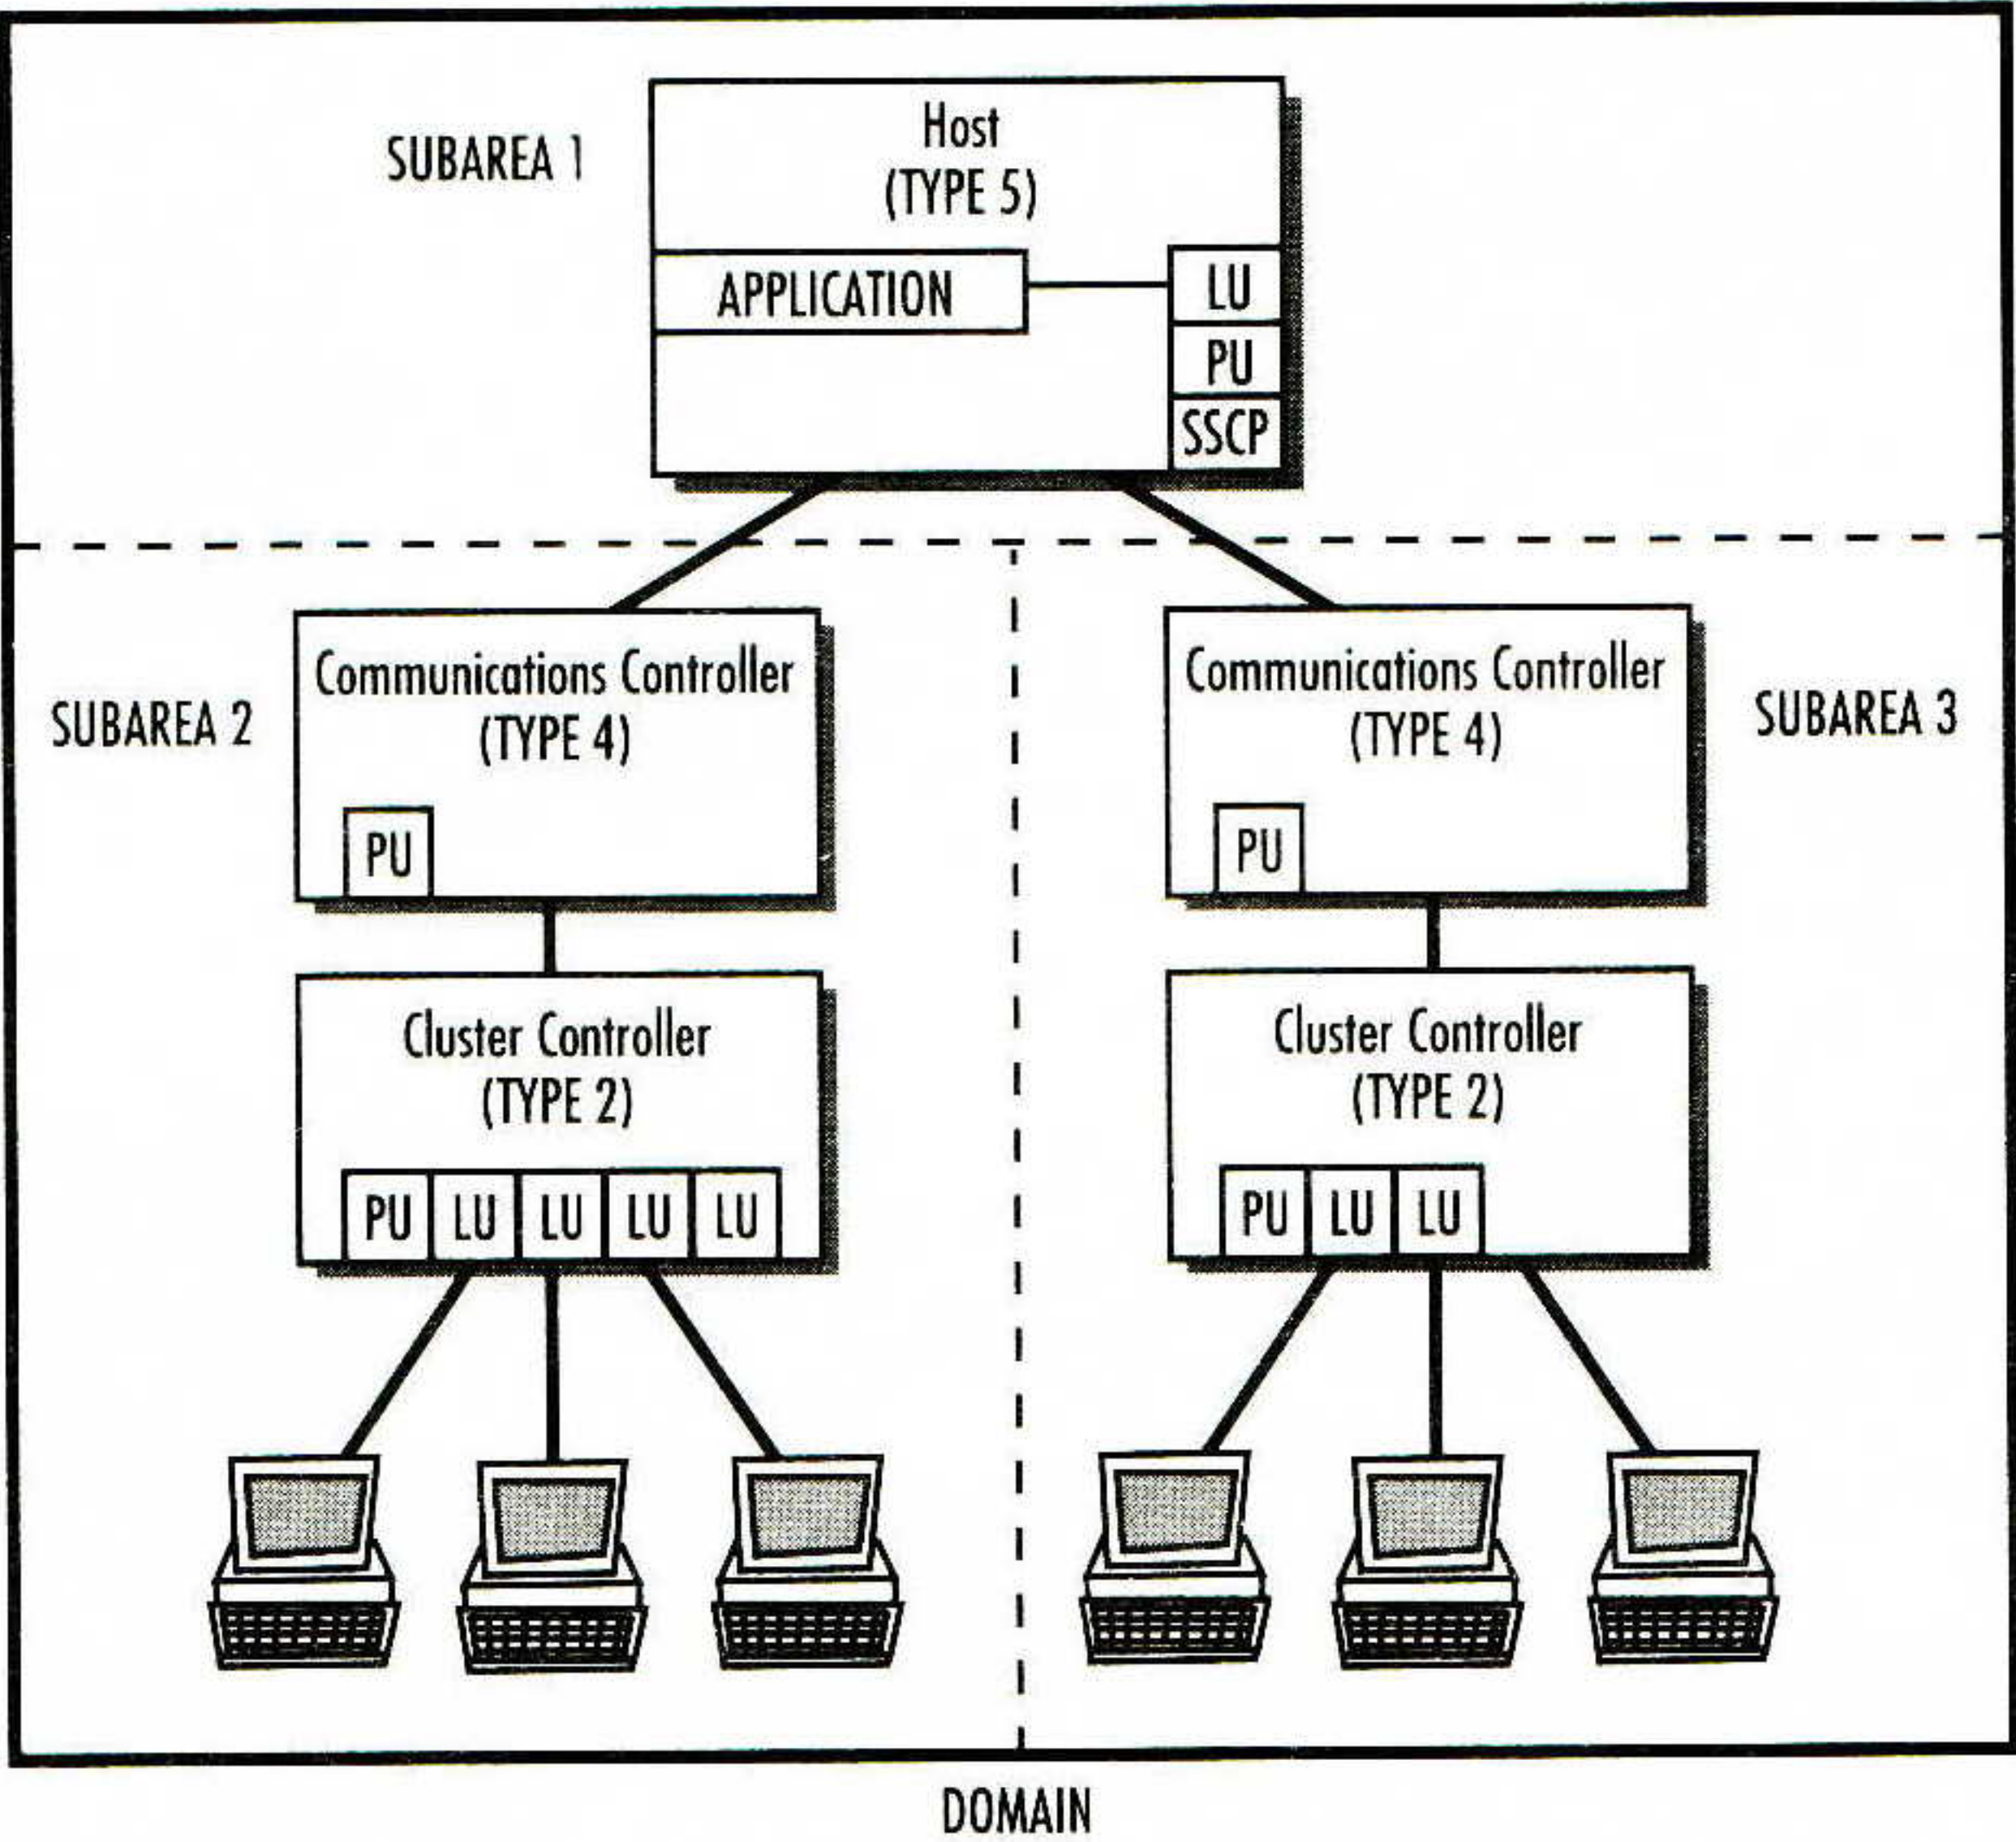 SUBAREA 1
Host
(TYPE 5)
APPLICATION
LU
PU
SSCP
SUBAREA 2
Communications Controller
(TYPE 4)
PU
Cluster Controller
(TYPE 2)
PU LU LU LU LU
Communications Controller
(TYPE 4)
SUBAREA 3
PU
Cluster Controller
(TYPE 2)
PU LU LU
DOMAIN